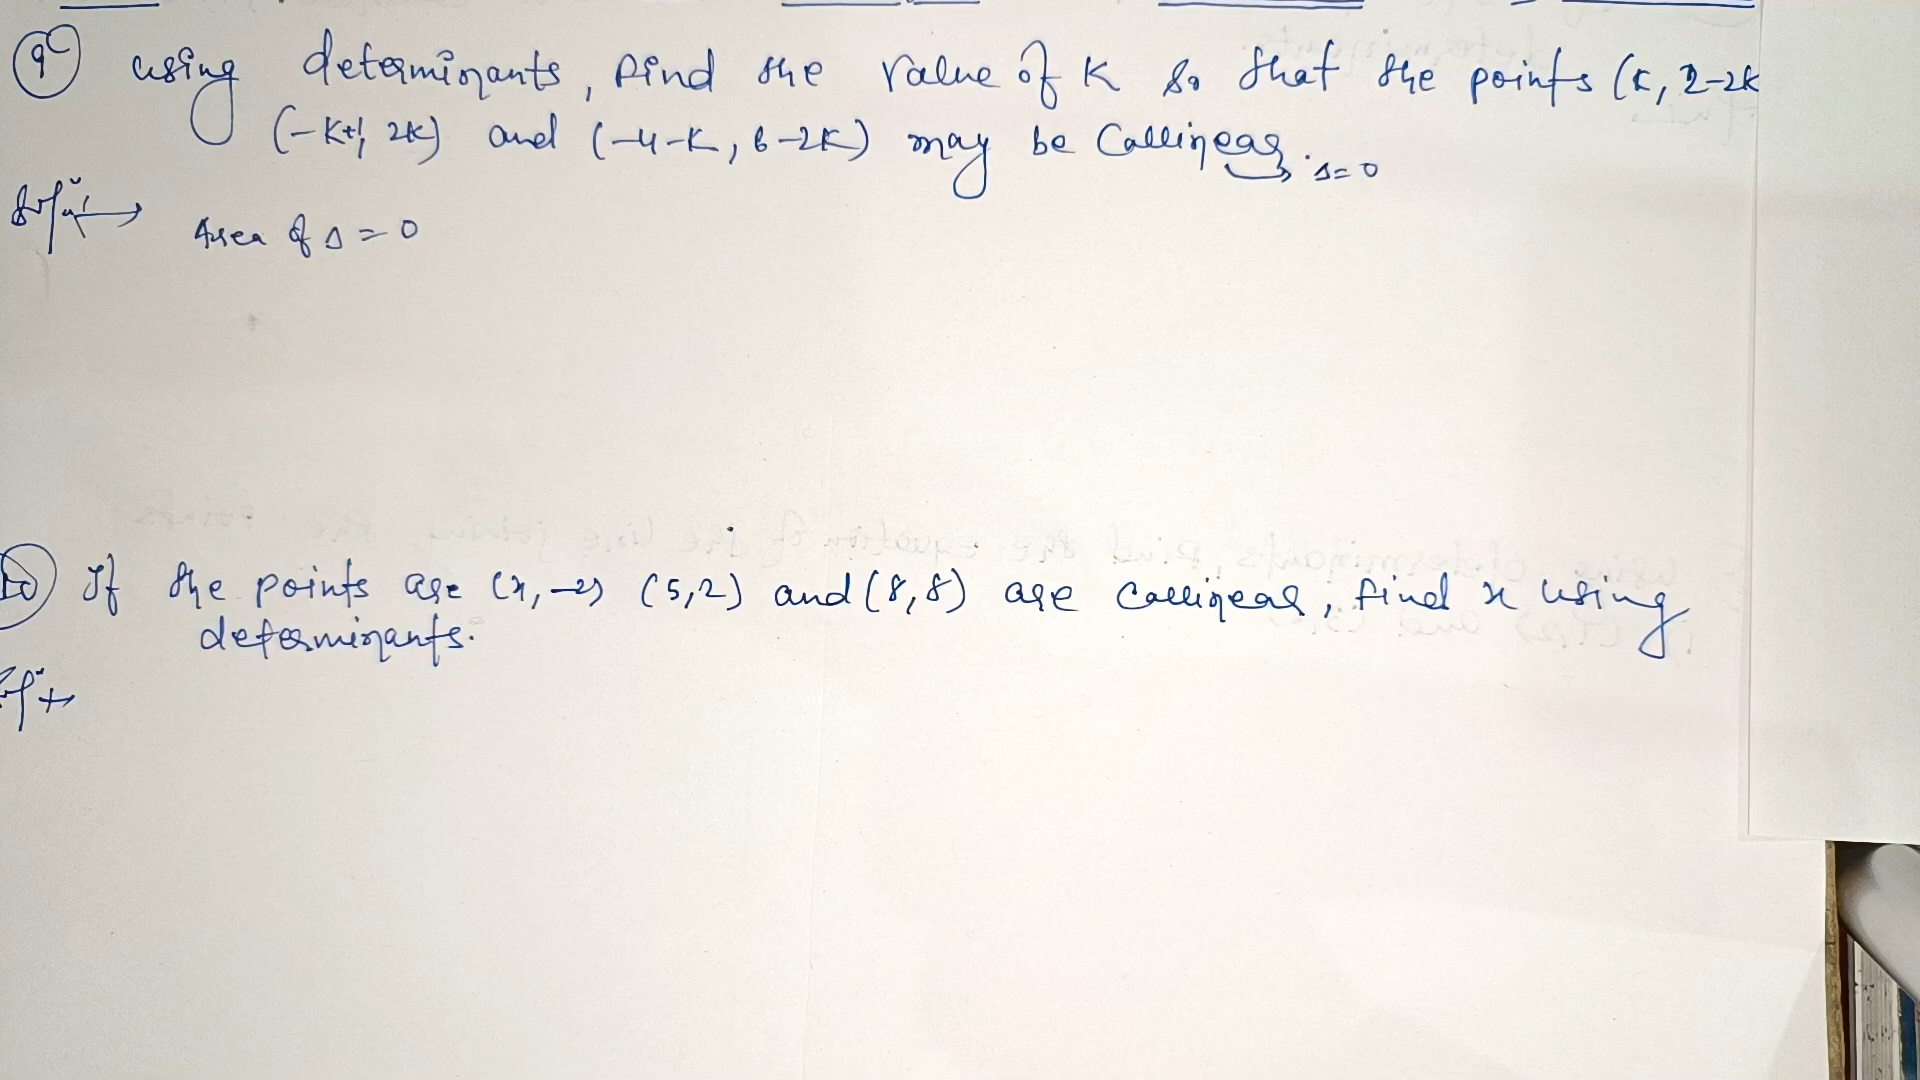 9 using determinants, find the value of K so that the points (K, 2-2K
(-K+1, 2K) and (-4-K, 6-2K) may be Collinear. Δ=0
Soln →
Area of Δ = 0
10 If the points are (x, -2) (5,2) and (8,8) are collinear, find x using
determinants.